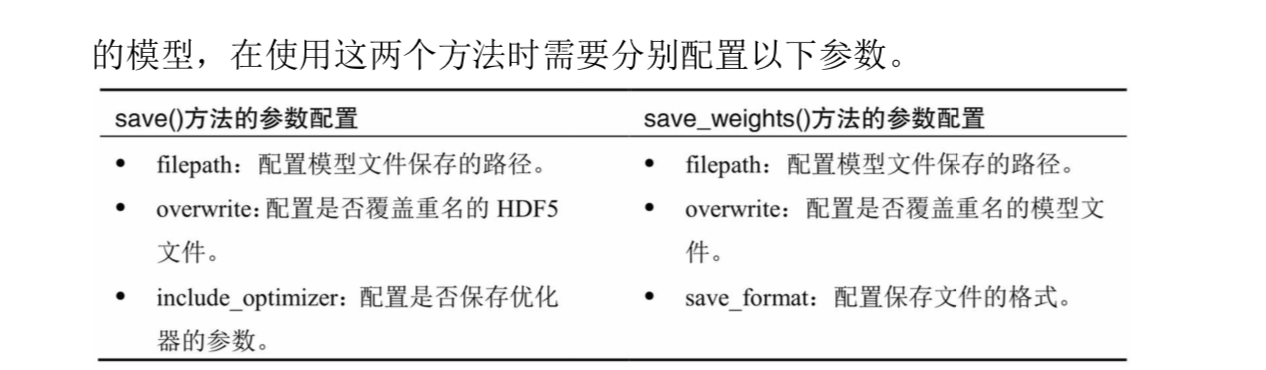 的模型，在使用这两个方法时需要分别配置以下参数。
save()方法的参数配置
• filepath：配置模型文件保存的路径。
• overwrite：配置是否覆盖重名的 HDF5
文件。
• include_optimizer：配置是否保存优化
器的参数。
save_weights()方法的参数配置
• filepath：配置模型文件保存的路径。
• overwrite：配置是否覆盖重名的模型文
件。
• save_format：配置保存文件的格式。